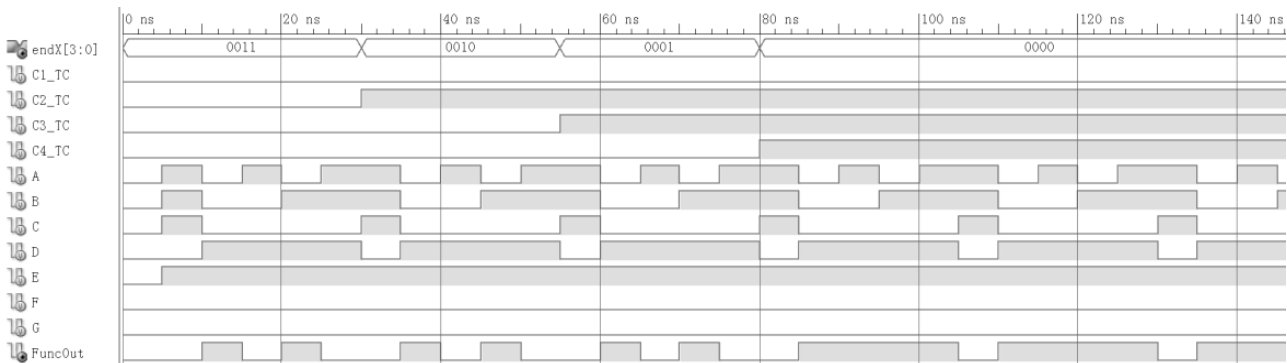 0 ns 20 ns 40 ns 60 ns 80 ns 100 ns 120 ns 140 ns
endX[3:0] 0011 0010 0001 0000
C1_TC
C2_TC
C3_TC
C4_TC
A
B
C
D
E
F
G
FuncOut